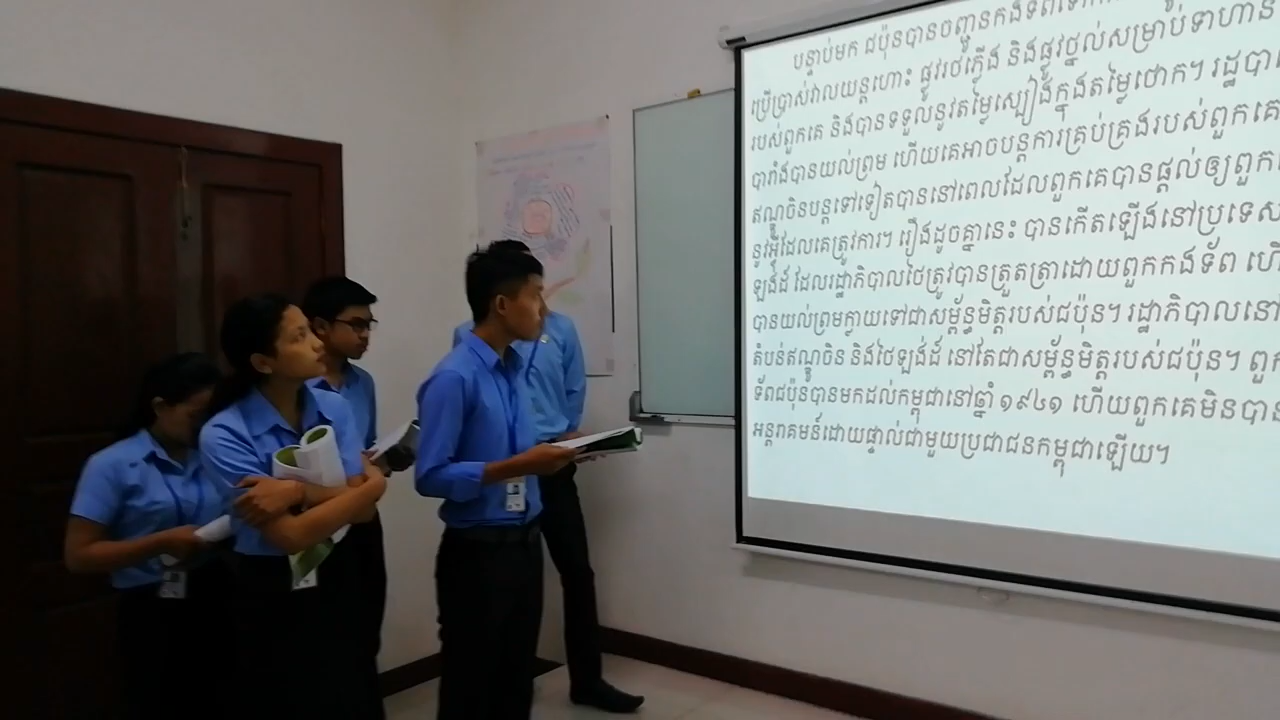 បន្ទាប់មក ជប៉ុនបានបញ្ជូនកងទ័ពទៅ
ប្រើប្រាស់វាលយន្តហោះ ផ្លូវរថភ្លើង និងផ្លូវថ្នល់សម្រាប់ទាហាន
របស់ពួកគេ និងបានទទួលនូវតម្លៃស្បៀងក្នុងតម្លៃថោក។ រដ្ឋបា
បារាំងបានយល់ព្រម ហើយគេអាចបន្តការគ្រប់គ្រងរបស់ពួកគេ
ឥណ្ឌូចិនបន្តទៅទៀតបាននៅពេលដែលពួកគេបានផ្តល់ឲ្យពួក
នូវអ្វីដែលគេត្រូវការ។ រឿងដូចគ្នានេះ បានកើតឡើងនៅប្រទេស
ឡង់ដ៍ ដែលរដ្ឋាភិបាលថៃត្រូវបានត្រួតត្រាដោយពួកកងទ័ព ហើ
បានយល់ព្រមក្លាយទៅជាសម្ព័ន្ធមិត្តរបស់ជប៉ុន។ រដ្ឋាភិបាលនៅ
តំបន់ឥណ្ឌូចិន និងថៃឡង់ដ៍ នៅតែជាសម្ព័ន្ធមិត្តរបស់ជប៉ុន។ ពួក
ទ័ពជប៉ុនបានមកដល់កម្ពុជានៅឆ្នាំ ១៩៤១ ហើយពួកគេមិនបាន
អន្តរាគមន៍ដោយផ្ទាល់ជាមួយប្រជាជនកម្ពុជាឡើយ។